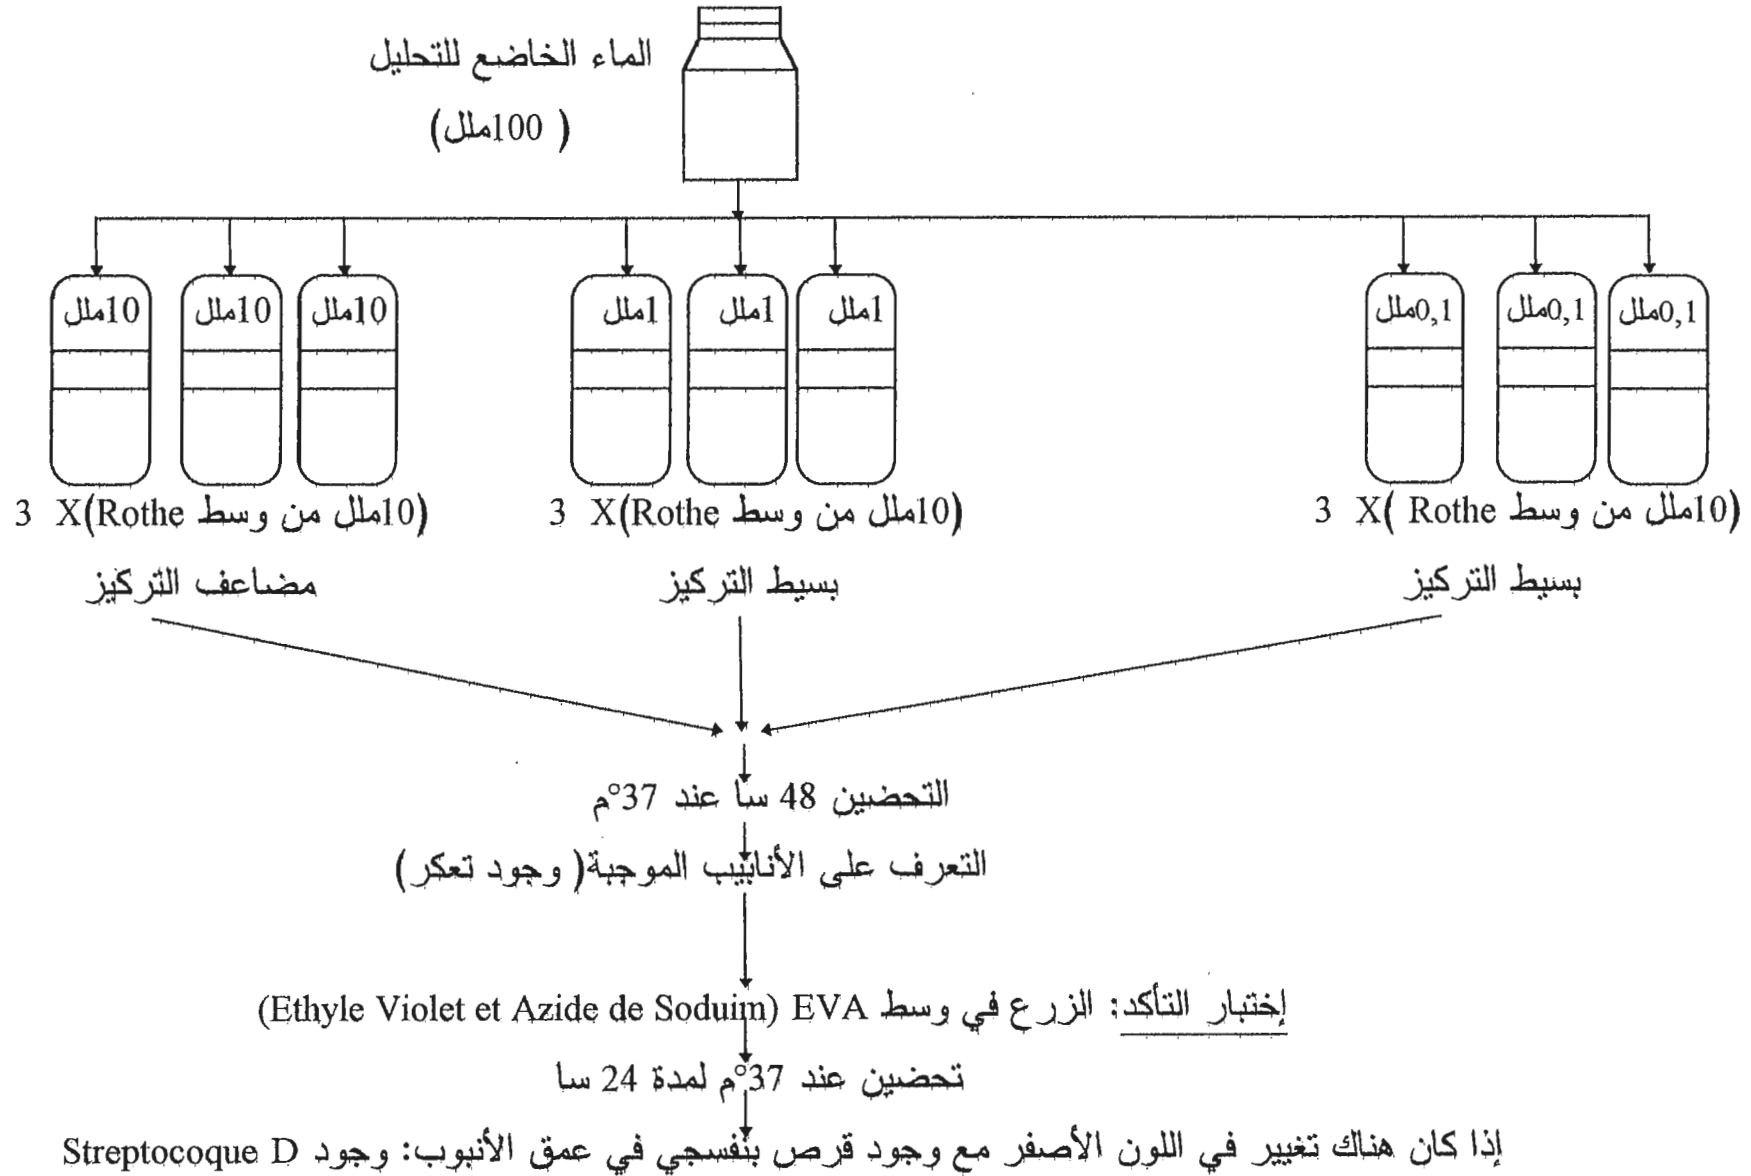 الماء الخاضع للتحليل
( 100ملل)
10ملل 10ملل 10ملل 1ملل 1ملل 1ملل 0,1ملل 0,1ملل 0,1ملل
3 X(Rothe 10ملل من وسط)
3 X(Rothe 10ملل من وسط)
3 X( Rothe 10ملل من وسط)
مضاعف التركيز
بسيط التركيز
بسيط التركيز
التحضين 48 سا عند 37°م
التعرف على الأنابيب الموجبة( وجود تعكر)
إختبار التأكد: الزرع في وسط EVA (Ethyle Violet et Azide de Soduim)
تحضين عند 37°م لمدة 24 سا
إذا كان هناك تغيير في اللون الأصفر مع وجود قرص بنفسجي في عمق الأنبوب: وجود Streptocoque D